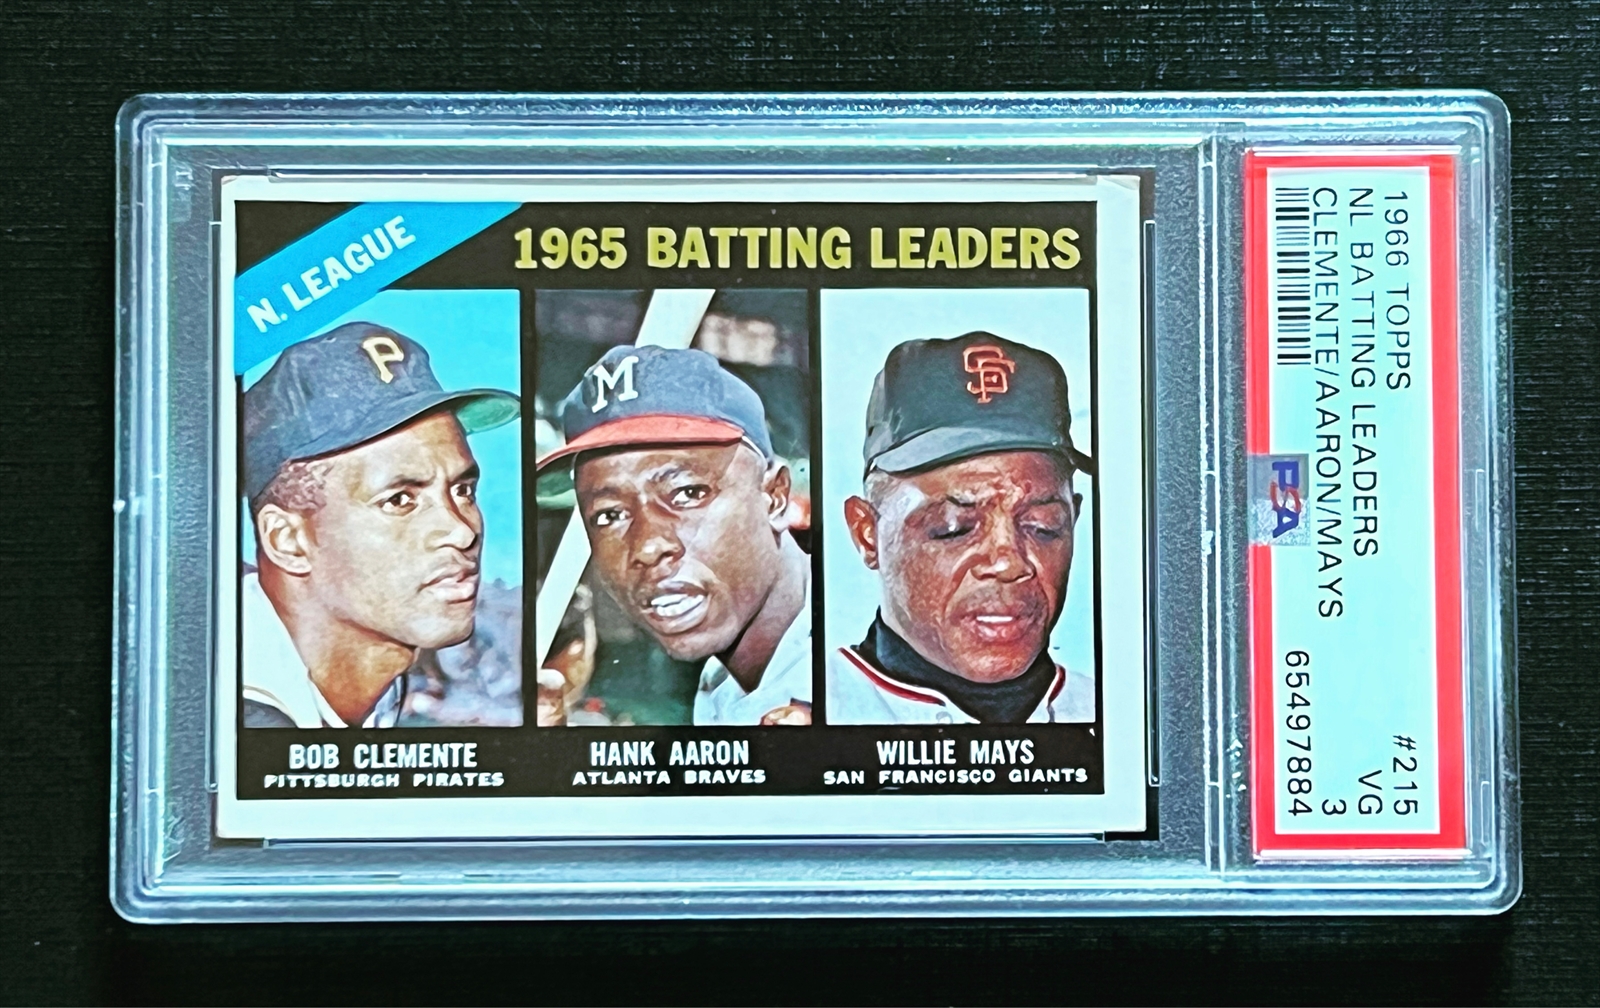 N. LEAGUE
1965 BATTING LEADERS
P
M
SF
BOB CLEMENTE
PITTSBURGH PIRATES
HANK AARON
ATLANTA BRAVES
WILLIE MAYS
SAN FRANCISCO GIANTS
1966 TOPPS #215
NL BATTING LEADERS VG
CLEMENTE/AARON/MAYS 3
65497884
PSA